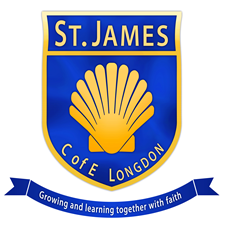 ST. JAMES
C of E LONGDON
Growing and learning together with faith